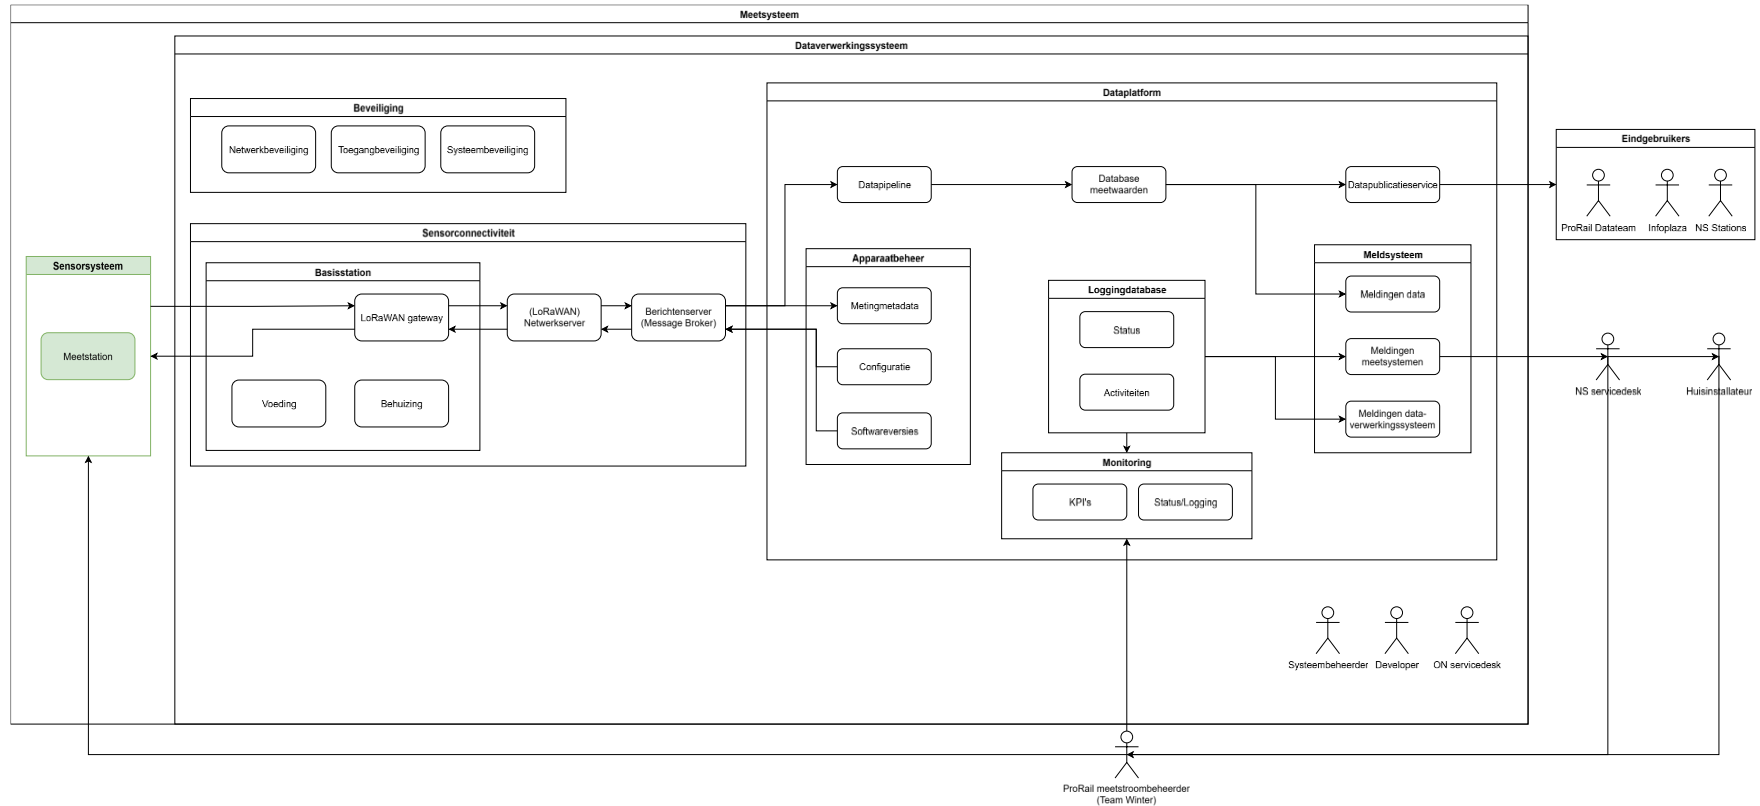 Meetsysteem
Dataverwerkingssysteem
Beveiliging
Netwerkbeveiliging
Toegangbeveiliging
Systeembeveiliging
Sensorsysteem
Meetstation
Sensorconnectiviteit
Basisstation
LoRaWAN gateway
Voeding
Behuizing
(LoRaWAN)
Netwerkserver
Berichtenserver
(Message Broker)
Dataplatform
Datapipeline
Database
meetwaarden
Datapublicatieservice
Apparaatbeheer
Metingmetadata
Configuratie
Softwareversies
Loggingdatabase
Status
Activiteiten
Monitoring
KPI's
Status/Logging
Meldsysteem
Meldingen data
Meldingen
meetsystemen
Meldingen data-
verwerkingssysteem
Eindgebruikers
ProRail Datateam
Infoplaza
NS Stations
NS servicedesk
Huisinstallateur
Systeembeheerder
Developer
ON servicedesk
ProRail meetstroombeheerder
(Team Winter)